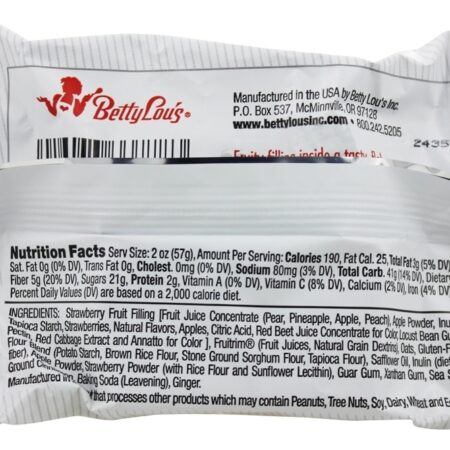 Betty Lou's®
Manufactured in the USA by Betty Lou's Inc.
P.O. Box 537, McMinnville, OR 97128
www.bettylousinc.com • 800.242.5205
2435
Fruity filling inside a tasty
Nutrition Facts Serv Size: 2 oz (57g), Amount Per Serving: Calories 190, Fat Cal. 25, Total Fat 3g (5% DV)
Sat. Fat 0g (0% DV), Trans Fat 0g, Cholest. 0mg (0% DV), Sodium 80mg (3% DV), Total Carb. 41g (14% DV), Dietar
Fiber 5g (20% DV), Sugars 21g, Protein 2g, Vitamin A (0% DV), Vitamin C (8% DV), Calcium (2% DV), Iron (4% DV)
Percent Daily Values (DV) are based on a 2,000 calorie diet.
INGREDIENTS: Strawberry Fruit Filling [Fruit Juice Concentrate (Pear, Pineapple, Apple, Peach), Apple Powder, Inu
Tapioca Starch, Strawberries, Natural Flavors, Apples, Citric Acid, Red Beet Juice Concentrate for Color, Locust Bean Gu
Pectin, Red Cabbage Extract and Annatto for Color ], Fruitrim® (Fruit Juices, Natural Grain Dextrins), Oats, Gluten-F
Flour Blend (Potato Starch, Brown Rice Flour, Stone Ground Sorghum Flour, Tapioca Flour), Safflower Oil, Inulin (diet
fiber), Apple Powder, Strawberry Powder (with Rice Flour and Sunflower Lecithin), Guar Gum, Xanthan Gum, Sea S
Ground Baking Soda (Leavening), Ginger.
Manufactured in that processes other products which may contain Peanuts, Tree Nuts, Soy, Dairy, Wheat and E